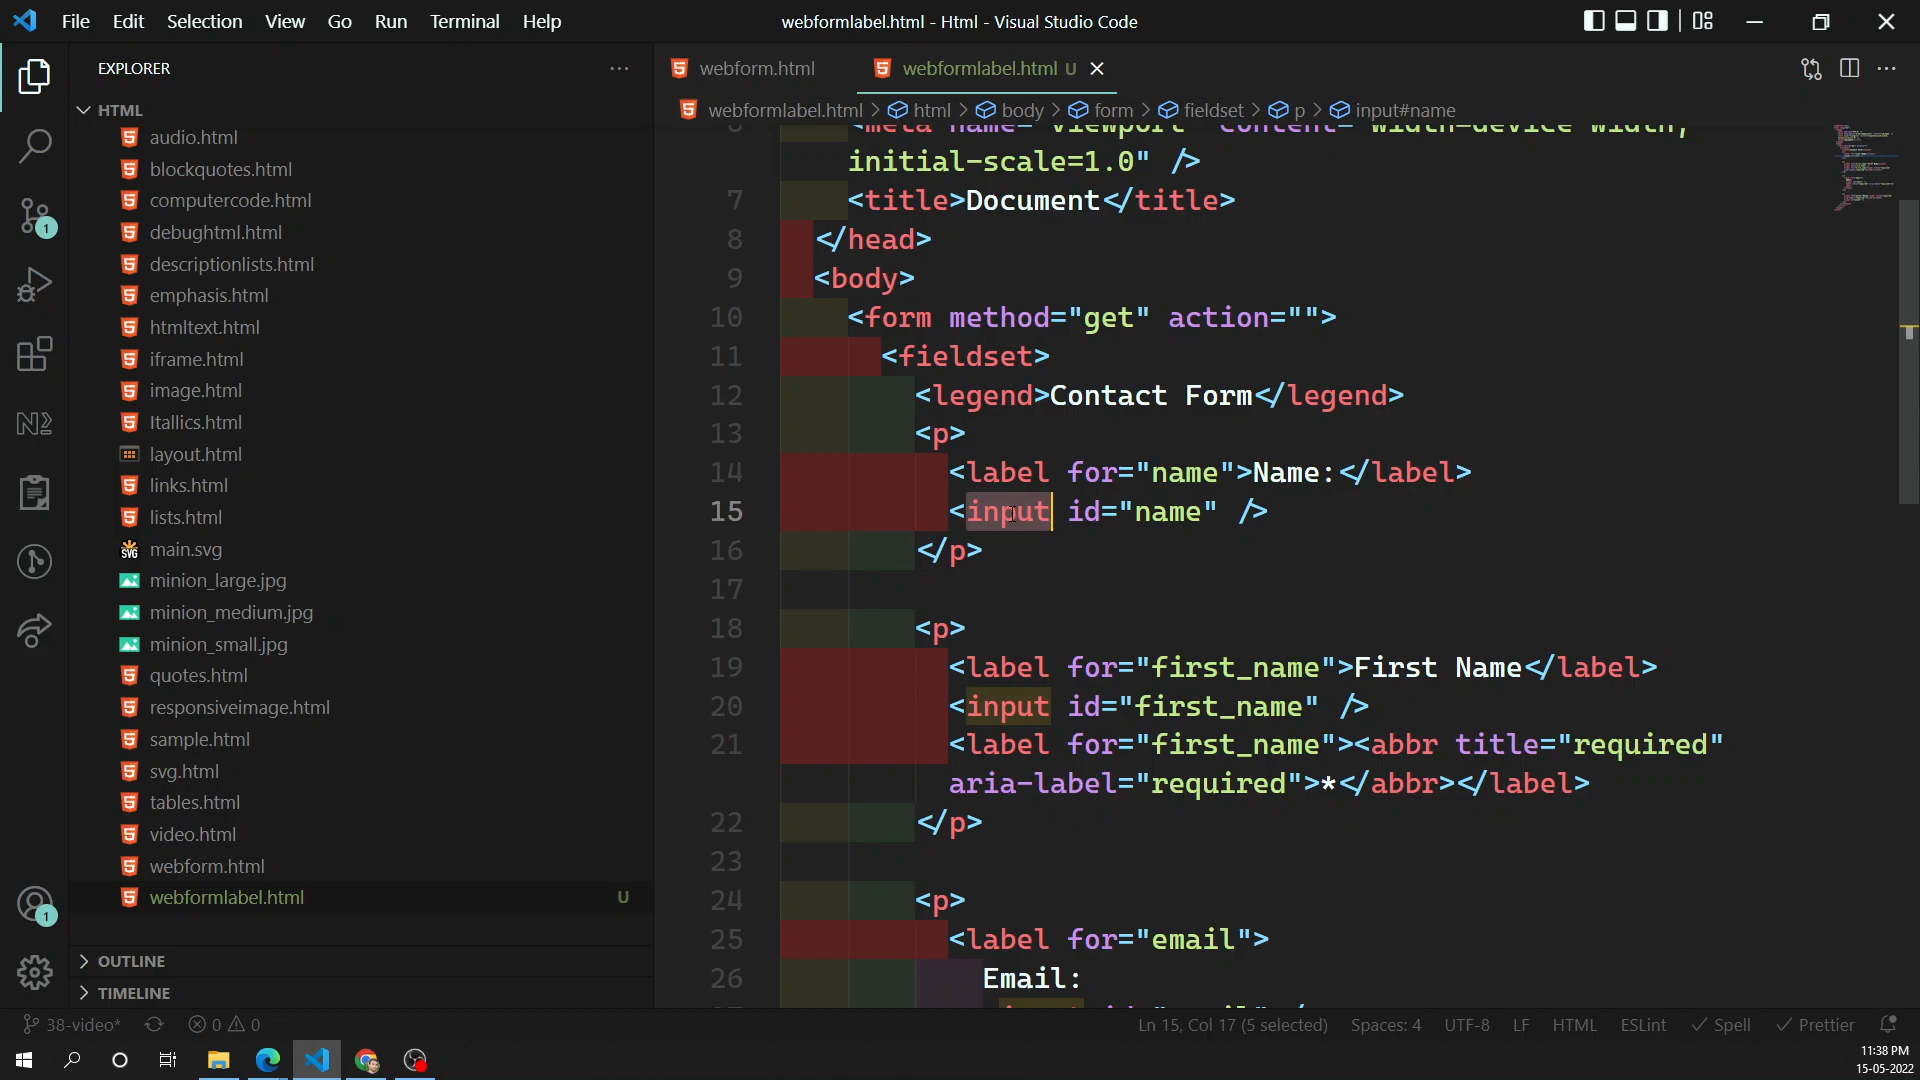 File Edit Selection View Go Run Terminal Help
webformlabel.html - Html - Visual Studio Code
EXPLORER
HTML
audio.html
blockquotes.html
computercode.html
debughtml.html
descriptionlists.html
emphasis.html
htmltext.html
iframe.html
image.html
Itallics.html
layout.html
links.html
lists.html
main.svg
minion_large.jpg
minion_medium.jpg
minion_small.jpg
quotes.html
responsiveimage.html
sample.html
svg.html
tables.html
video.html
webform.html
webformlabel.html U
OUTLINE
TIMELINE
webform.html
webformlabel.html U
webformlabel.html > html > body > form > fieldset > p > input#name
6 <meta name="viewport" content="width=device-width,
initial-scale=1.0" />
7 <title>Document</title>
8 </head>
9 <body>
10 <form method="get" action="">
11 <fieldset>
12 <legend>Contact Form</legend>
13 <p>
14 <label for="name">Name:</label>
15 <input id="name" />
16 </p>
17
18 <p>
19 <label for="first_name">First Name</label>
20 <input id="first_name" />
21 <label for="first_name"><abbr title="required"
aria-label="required">*</abbr></label>
22 </p>
23
24 <p>
25 <label for="email">
26 Email:
38-video* 0 0
Ln 15, Col 17 (5 selected) Spaces: 4 UTF-8 LF HTML ESLint Spell Prettier
11:38 PM
15-05-2022